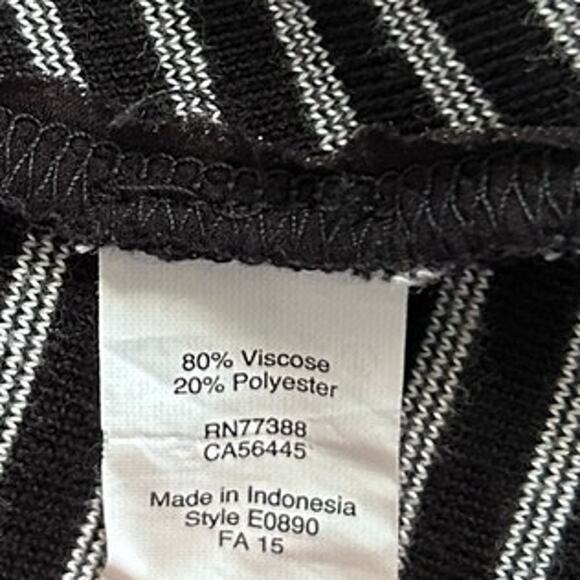 80% Viscose
20% Polyester
RN77388
CA56445
Made in Indonesia
Style E0890
FA 15